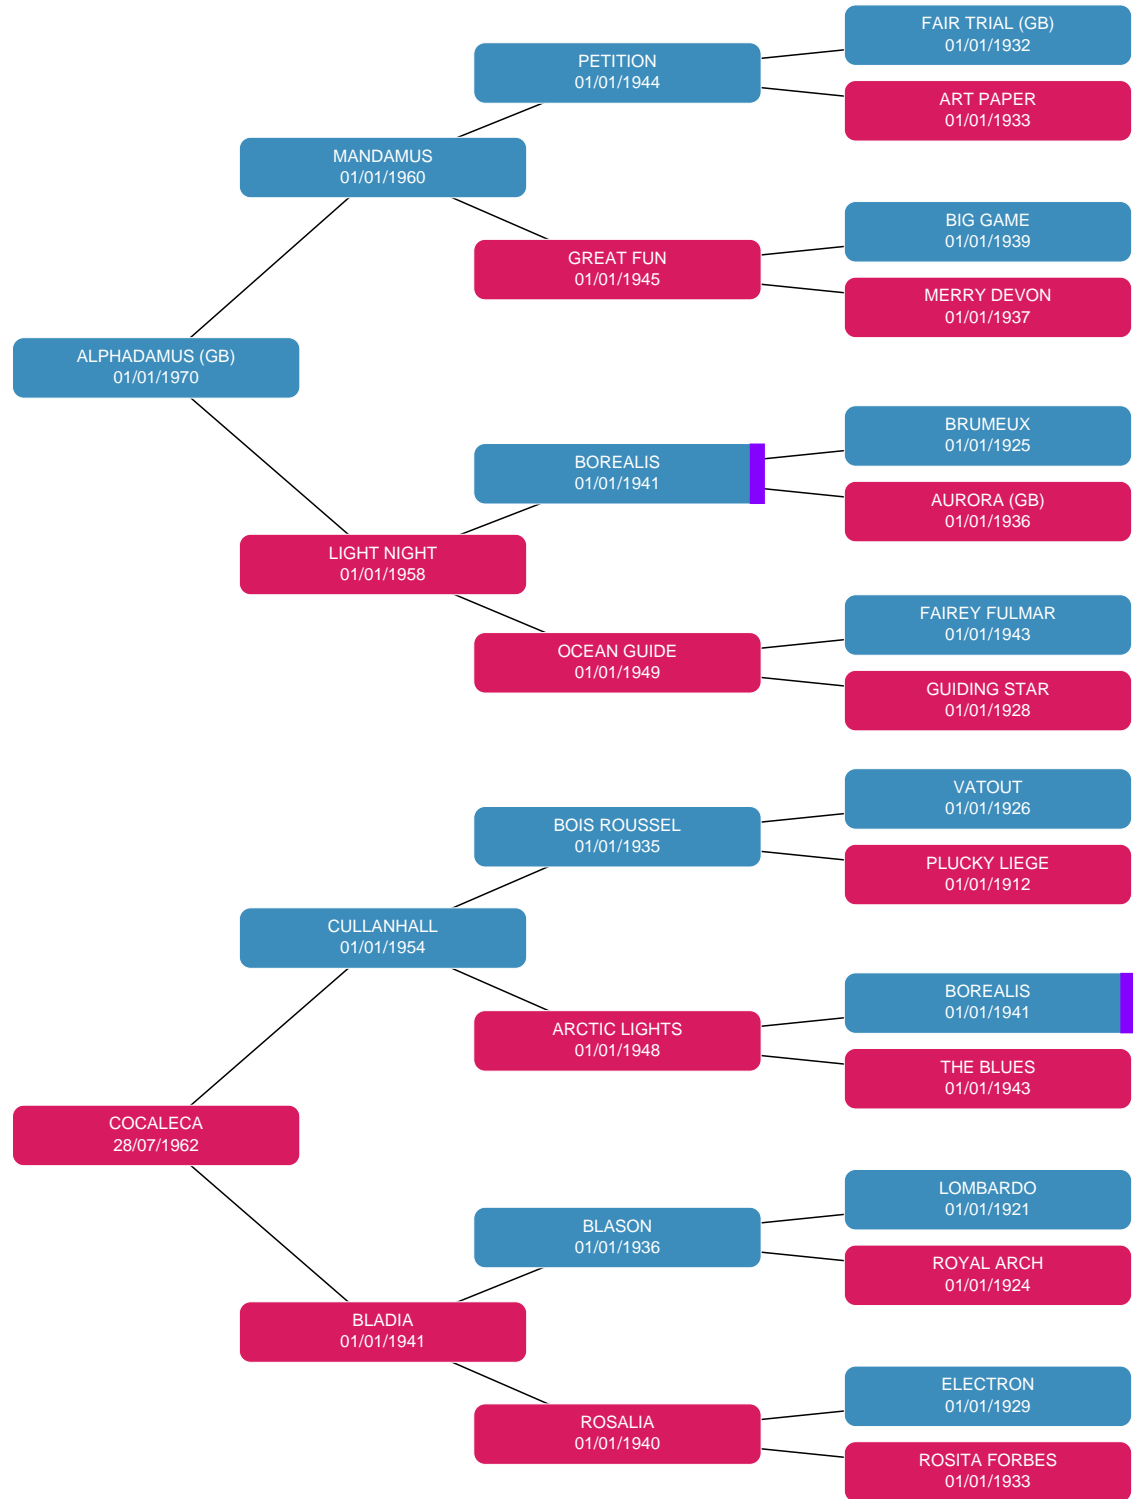 FAIR TRIAL (GB)
01/01/1932
PETITION
01/01/1944
ART PAPER
01/01/1933
MANDAMUS
01/01/1960
BIG GAME
01/01/1939
GREAT FUN
01/01/1945
MERRY DEVON
01/01/1937
ALPHADAMUS (GB)
01/01/1970
BRUMEUX
01/01/1925
BOREALIS
01/01/1941
AURORA (GB)
01/01/1936
LIGHT NIGHT
01/01/1958
FAIREY FULMAR
01/01/1943
OCEAN GUIDE
01/01/1949
GUIDING STAR
01/01/1928
VATOUT
01/01/1926
BOIS ROUSSEL
01/01/1935
PLUCKY LIEGE
01/01/1912
CULLANHALL
01/01/1954
BOREALIS
01/01/1941
ARCTIC LIGHTS
01/01/1948
THE BLUES
01/01/1943
COCALECA
28/07/1962
LOMBARDO
01/01/1921
BLASON
01/01/1936
ROYAL ARCH
01/01/1924
BLADIA
01/01/1941
ELECTRON
01/01/1929
ROSALIA
01/01/1940
ROSITA FORBES
01/01/1933